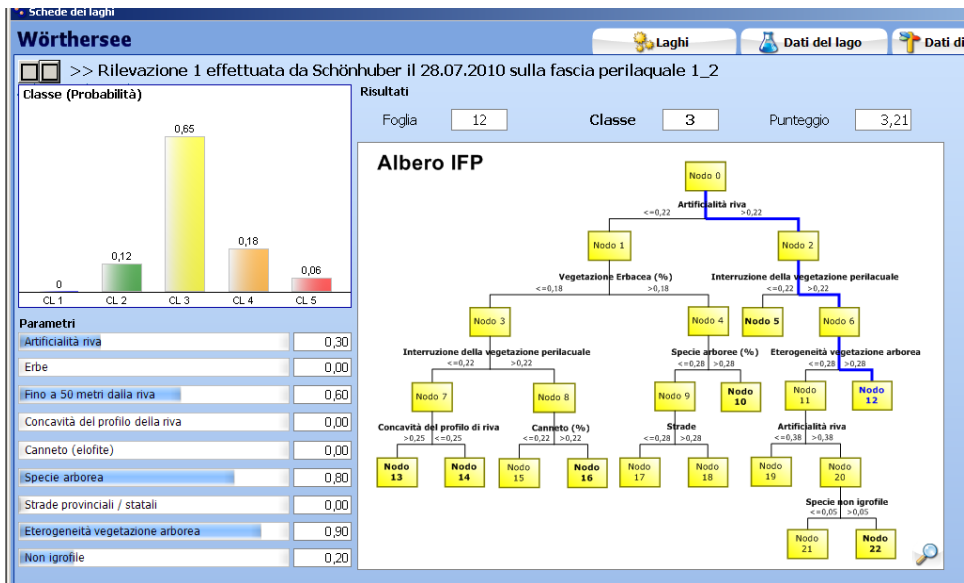 Schede dei laghi
Wörthersee
Laghi
Dati del lago
Dati di
>> Rilevazione 1 effettuata da Schönhuber il 28.07.2010 sulla fascia perilaquale 1_2
Classe (Probabilità)
0,65
0,18
0,12
0,06
0
CL 1 CL 2 CL 3 CL 4 CL 5
Parametri
Artificialità riva 0,30
Erbe 0,00
Fino a 50 metri dalla riva 0,60
Concavità del profilo della riva 0,00
Canneto (elofite) 0,00
Specie arborea 0,80
Strade provinciali / statali 0,00
Eterogeneità vegetazione arborea 0,90
Non igrofile 0,20
Risultati
Foglia 12 Classe 3 Punteggio 3,21
Albero IFP
Nodo 0
Artificialità riva
<=0,22 >0,22
Nodo 1 Nodo 2
Vegetazione Erbacea (%) Interruzione della vegetazione perilacuale
<=0,18 >0,18 <=0,22 >0,22
Nodo 3 Nodo 4 Nodo 5 Nodo 6
Interruzione della vegetazione perilacuale Specie arboree (%) Eterogeneità vegetazione arborea
<=0,22 >0,22 <=0,28 >0,28 <=0,28 >0,28
Nodo 7 Nodo 8 Nodo 9 Nodo 10 Nodo 11 Nodo 12
Concavità del profilo di riva Canneto (%) Strade Artificialità riva
>0,25 <=0,25 <=0,22 >0,22 <=0,28 >0,28 <=0,38 >0,38
Nodo 13 Nodo 14 Nodo 15 Nodo 16 Nodo 17 Nodo 18 Nodo 19 Nodo 20
Specie non igrofile
<=0,05 >0,05
Nodo 21 Nodo 22